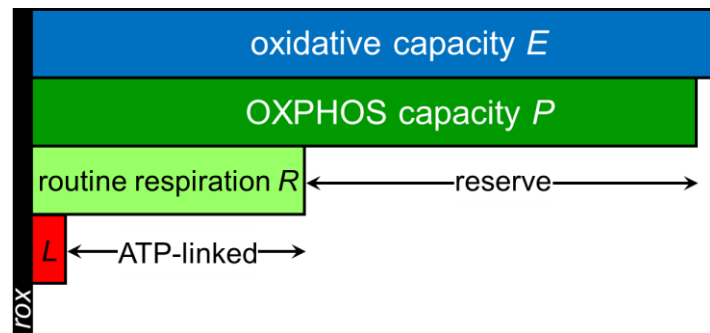 oxidative capacity E
OXPHOS capacity P
routine respiration R
reserve
L
ATP-linked
rox